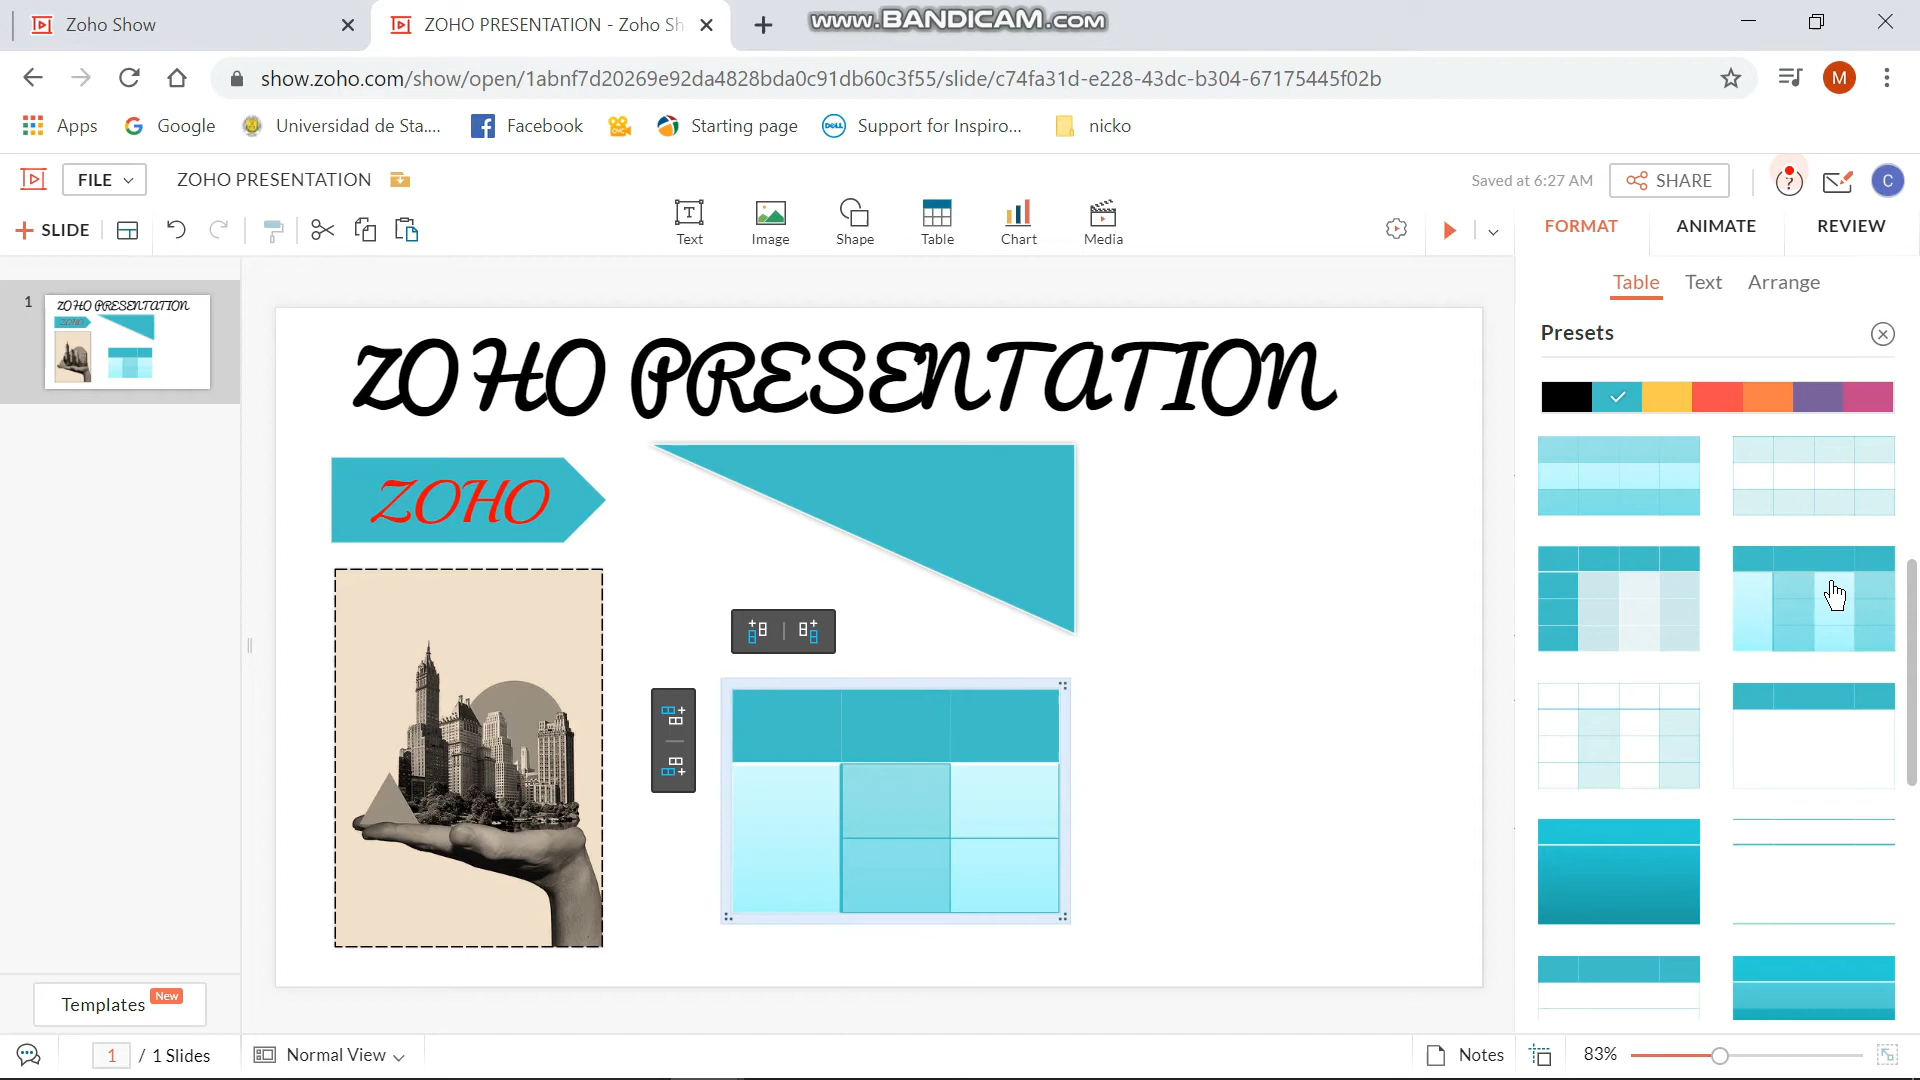 Zoho Show
ZOHO PRESENTATION - Zoho Sh
www.BANDICAM.com
show.zoho.com/show/open/1abnf7d20269e92da4828bda0c91db60c3f55/slide/c74fa31d-e228-43dc-b304-67175445f02b
M
Apps
Google
Universidad de Sta....
Facebook
Starting page
DELL
Support for Inspiro...
nicko
FILE
ZOHO PRESENTATION
Saved at 6:27 AM
SHARE
?
C
+ SLIDE
T
Text
Image
Shape
Table
Chart
Media
FORMAT
ANIMATE
REVIEW
Table
Text
Arrange
Presets
1
ZOHO PRESENTATION
ZOHO
ZOHO PRESENTATION
ZOHO
Templates
New
1 / 1 Slides
Normal View
Notes
83%